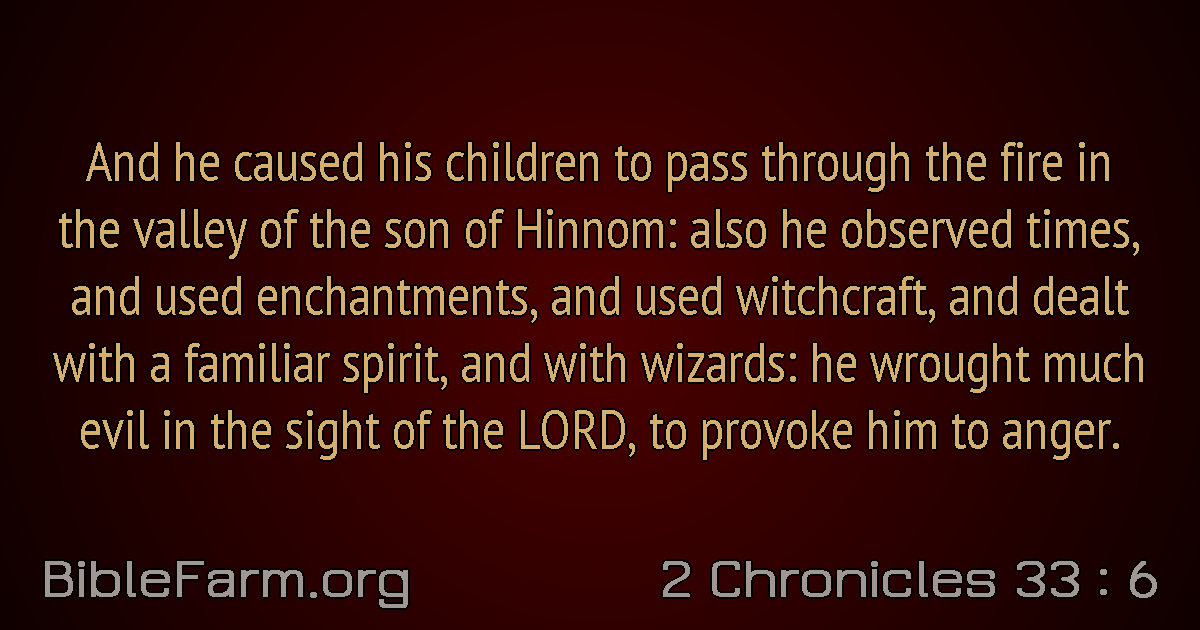 And he caused his children to pass through the fire in
the valley of the son of Hinnom: also he observed times,
and used enchantments, and used witchcraft, and dealt
with a familiar spirit, and with wizards: he wrought much
evil in the sight of the LORD, to provoke him to anger.
BibleFarm.org
2 Chronicles 33 : 6